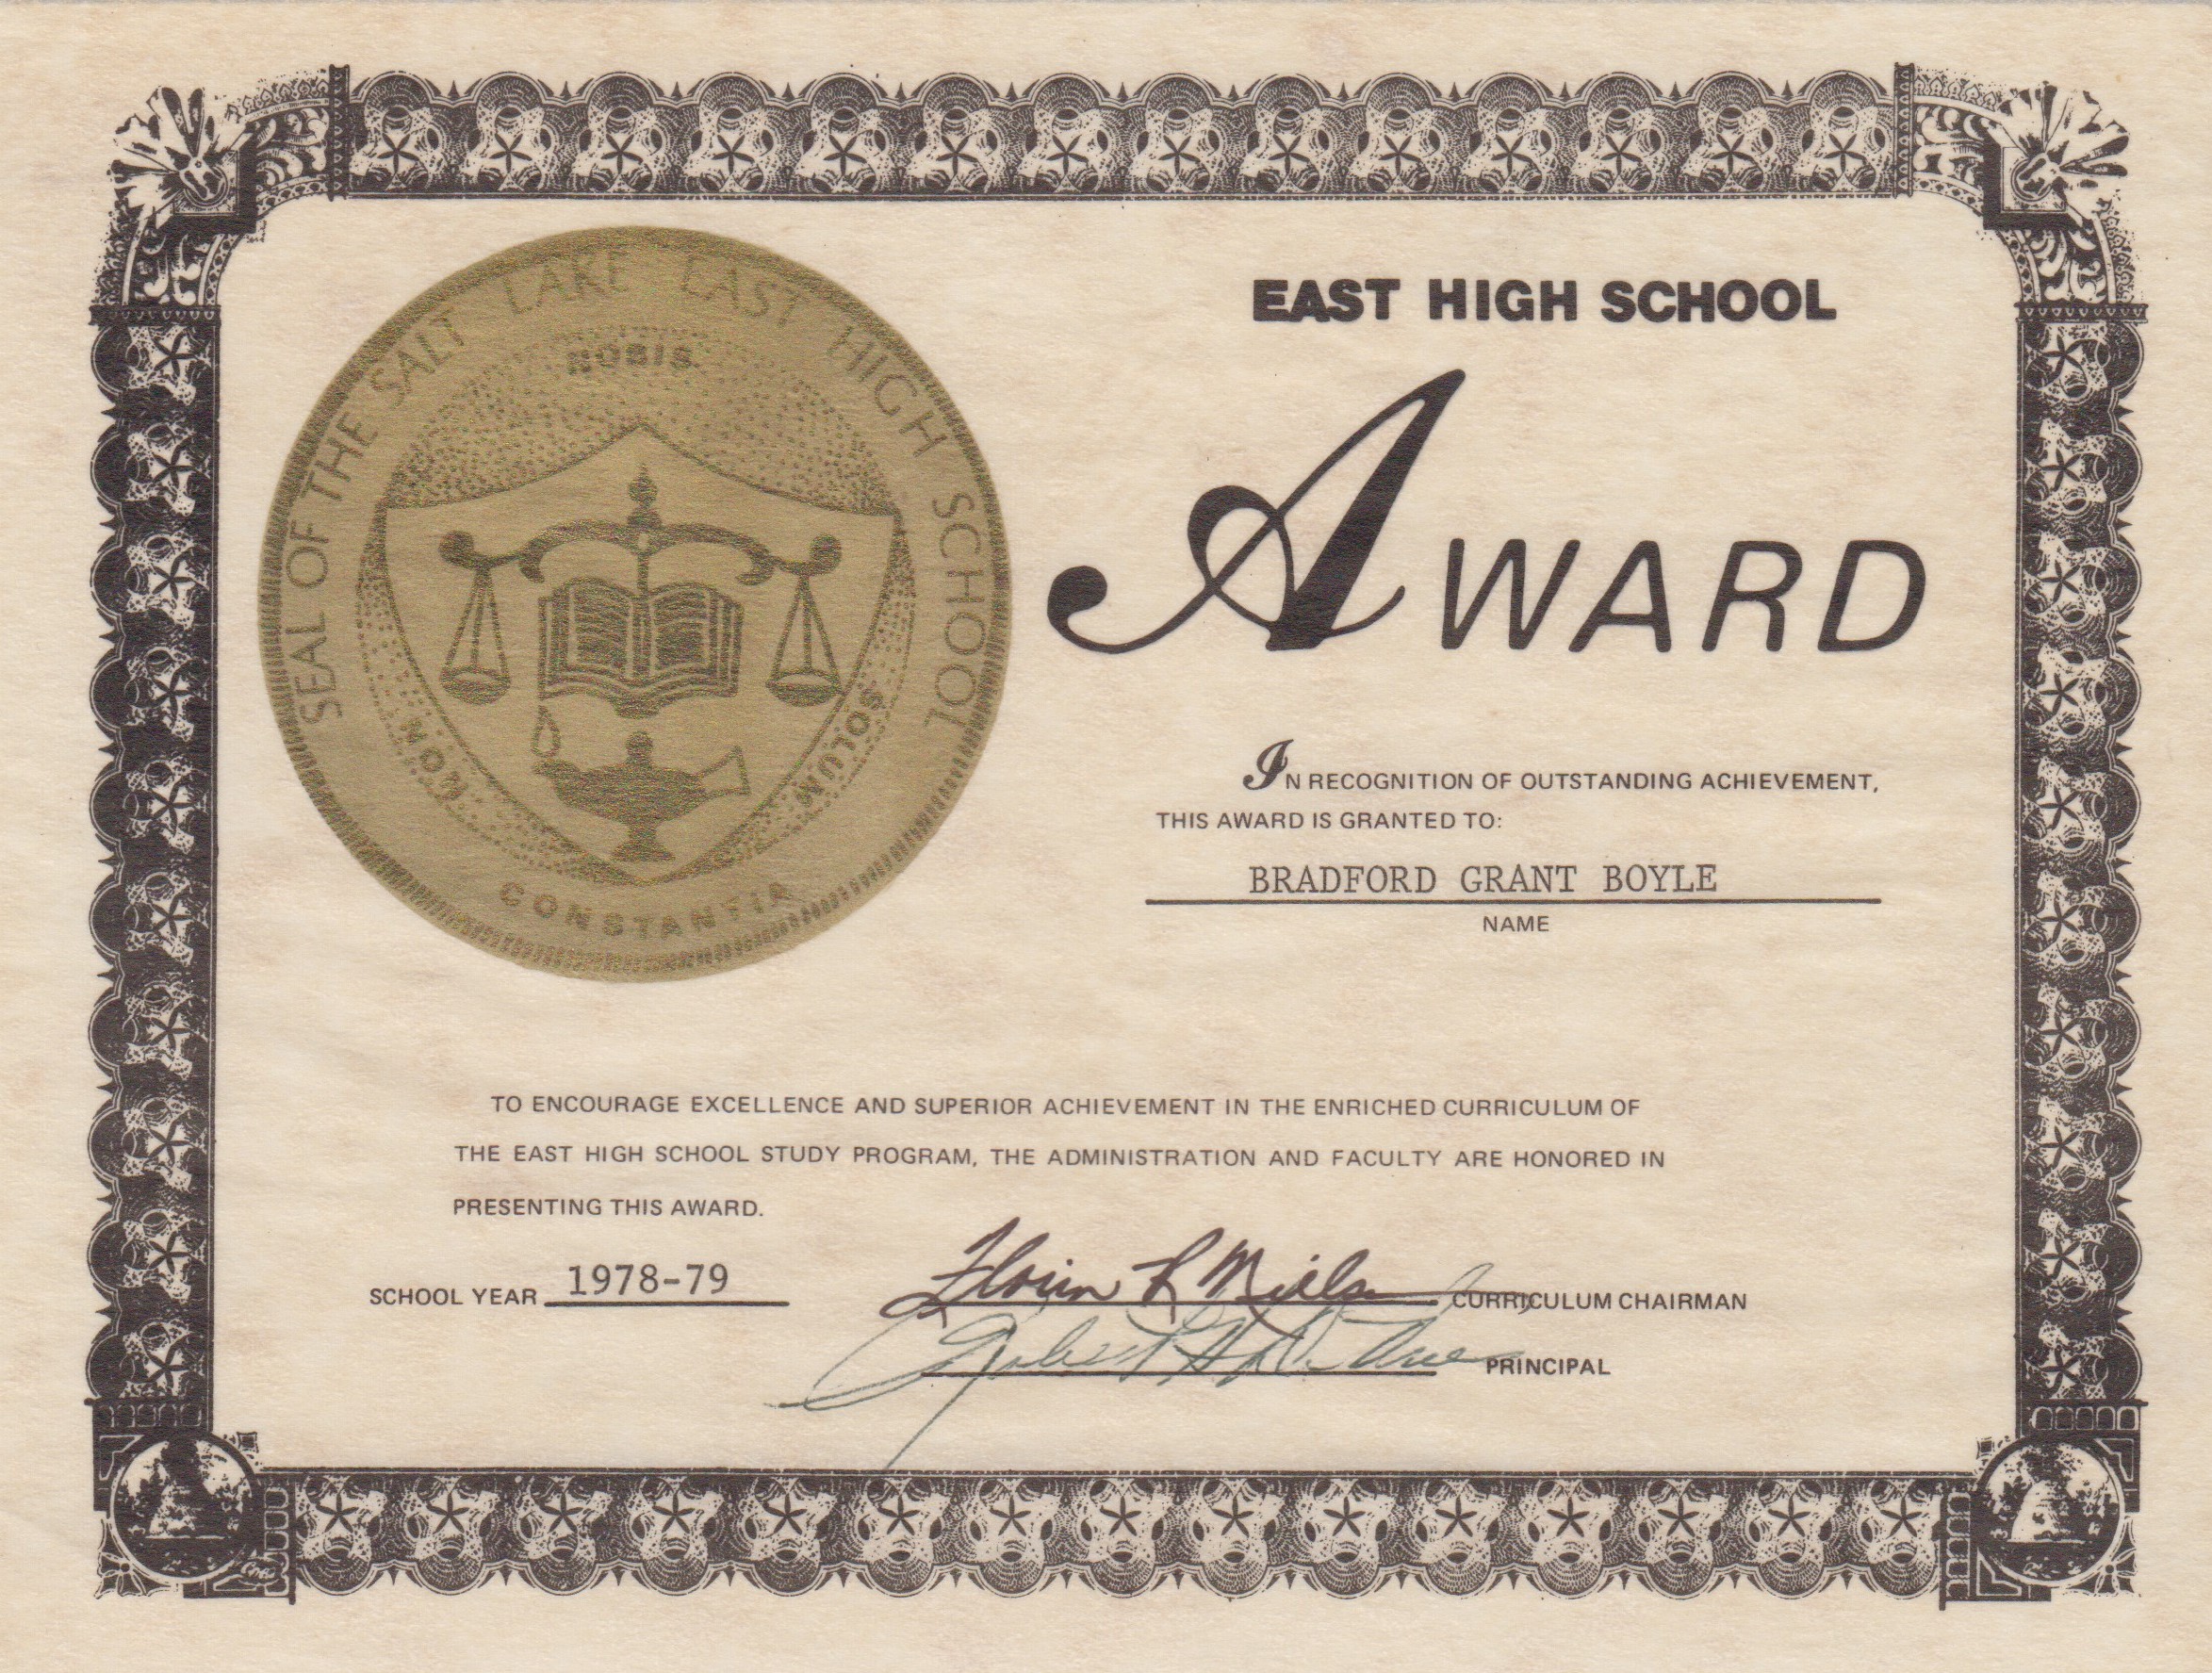 SEAL OF THE SALT LAKE EAST HIGH SCHOOL
NOBIS
NON
SOLUM
CONSTANTIA
EAST HIGH SCHOOL
AWARD
IN RECOGNITION OF OUTSTANDING ACHIEVEMENT,
THIS AWARD IS GRANTED TO:
BRADFORD GRANT BOYLE
NAME
TO ENCOURAGE EXCELLENCE AND SUPERIOR ACHIEVEMENT IN THE ENRICHED CURRICULUM OF
THE EAST HIGH SCHOOL STUDY PROGRAM, THE ADMINISTRATION AND FACULTY ARE HONORED IN
PRESENTING THIS AWARD.
SCHOOL YEAR 1978-79
CURRICULUM CHAIRMAN
PRINCIPAL